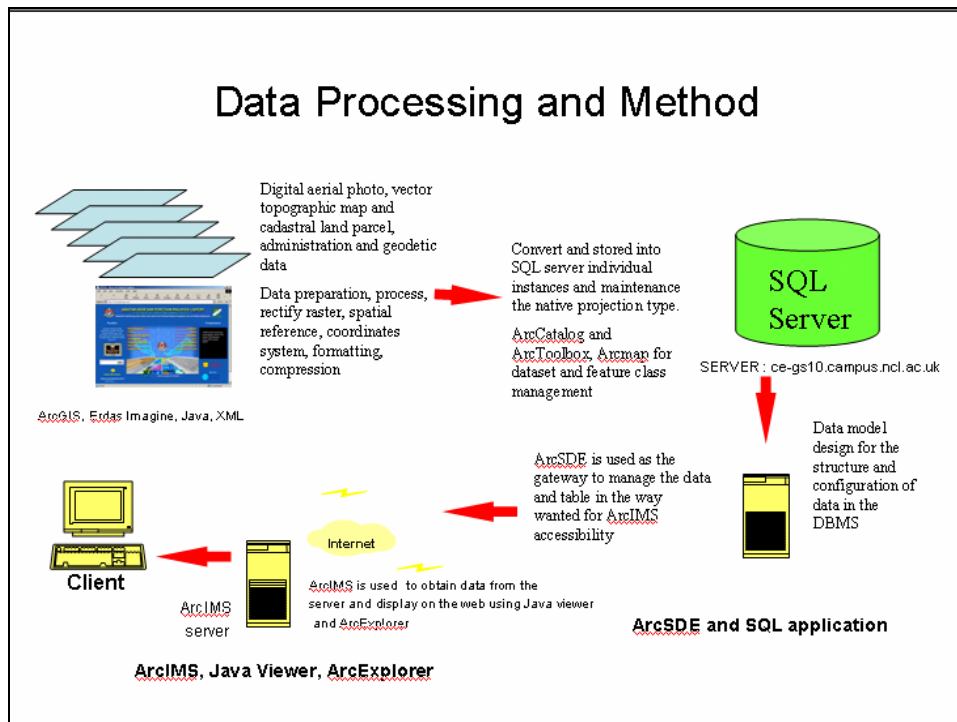 Data Processing and Method
Digital aerial photo, vector
topographic map and
cadastral land parcel,
administration and geodetic
data
Data preparation, process,
rectify raster, spatial
reference, coordinates
system, formatting,
compression
ArcGIS, Erdas Imagine, Java, XML
Convert and stored into
SQL server individual
instances and maintenance
the native projection type.
ArcCatalog and
ArcToolbox, Arcmap for
dataset and feature class
management
SQL
Server
SERVER : ce-gs10.campus.ncl.ac.uk
Data model
design for the
structure and
configuration of
data in the
DBMS
ArcSDE is used as the
gateway to manage the data
and table in the way
wanted for ArcIMS
accessibility
ArcSDE and SQL application
Internet
ArcIMS is used to obtain data from the
server and display on the web using Java viewer
and ArcExplorer
Client
ArcIMS
server
ArcIMS, Java Viewer, ArcExplorer